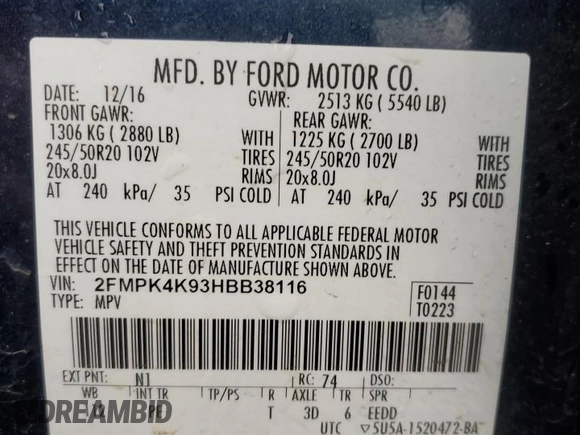 MFD. BY FORD MOTOR CO.
DATE: 12/16 GVWR: 2513 KG ( 5540 LB)
FRONT GAWR: REAR GAWR:
1306 KG ( 2880 LB) WITH 1225 KG ( 2700 LB) WITH
245/50R20 102V TIRES 245/50R20 102V TIRES
20x8.0J RIMS 20x8.0J RIMS
AT 240 kPa/ 35 PSI COLD AT 240 kPa/ 35 PSI COLD
THIS VEHICLE CONFORMS TO ALL APPLICABLE FEDERAL MOTOR
VEHICLE SAFETY AND THEFT PREVENTION STANDARDS IN
EFFECT ON THE DATE OF MANUFACTURE SHOWN ABOVE.
VIN: 2FMPK4K93HBB38116 F0144
TYPE: MPV T0223
EXT PNT: N1 RC: 74 DSO:
WB INT TR TP/PS R AXLE TR SPR
T 3D 6 EEDD
DREAMBID
UTC ▽5U5A-1520472-BA